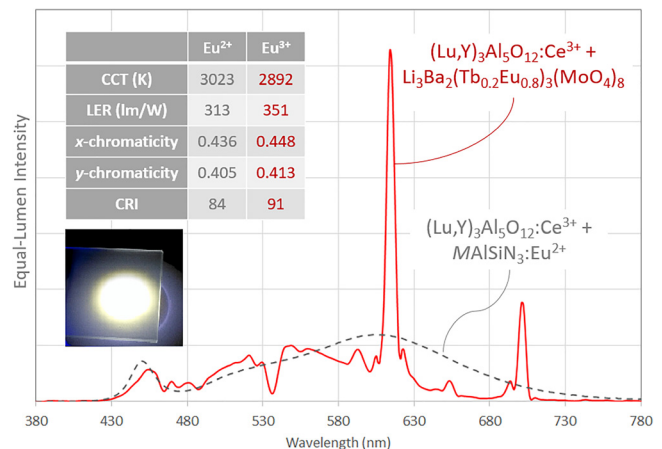 Eu²⁺ Eu³⁺
CCT (K) 3023 2892
LER (lm/W) 313 351
x-chromaticity 0.436 0.448
y-chromaticity 0.405 0.413
CRI 84 91
(Lu,Y)₃Al₅O₁₂:Ce³⁺ +
Li₃Ba₂(Tb₀.₂Eu₀.₈)₃(MoO₄)₈
(Lu,Y)₃Al₅O₁₂:Ce³⁺ +
MAlSiN₃:Eu²⁺
Equal-Lumen Intensity
380 430 480 530 580 630 680 730 780
Wavelength (nm)